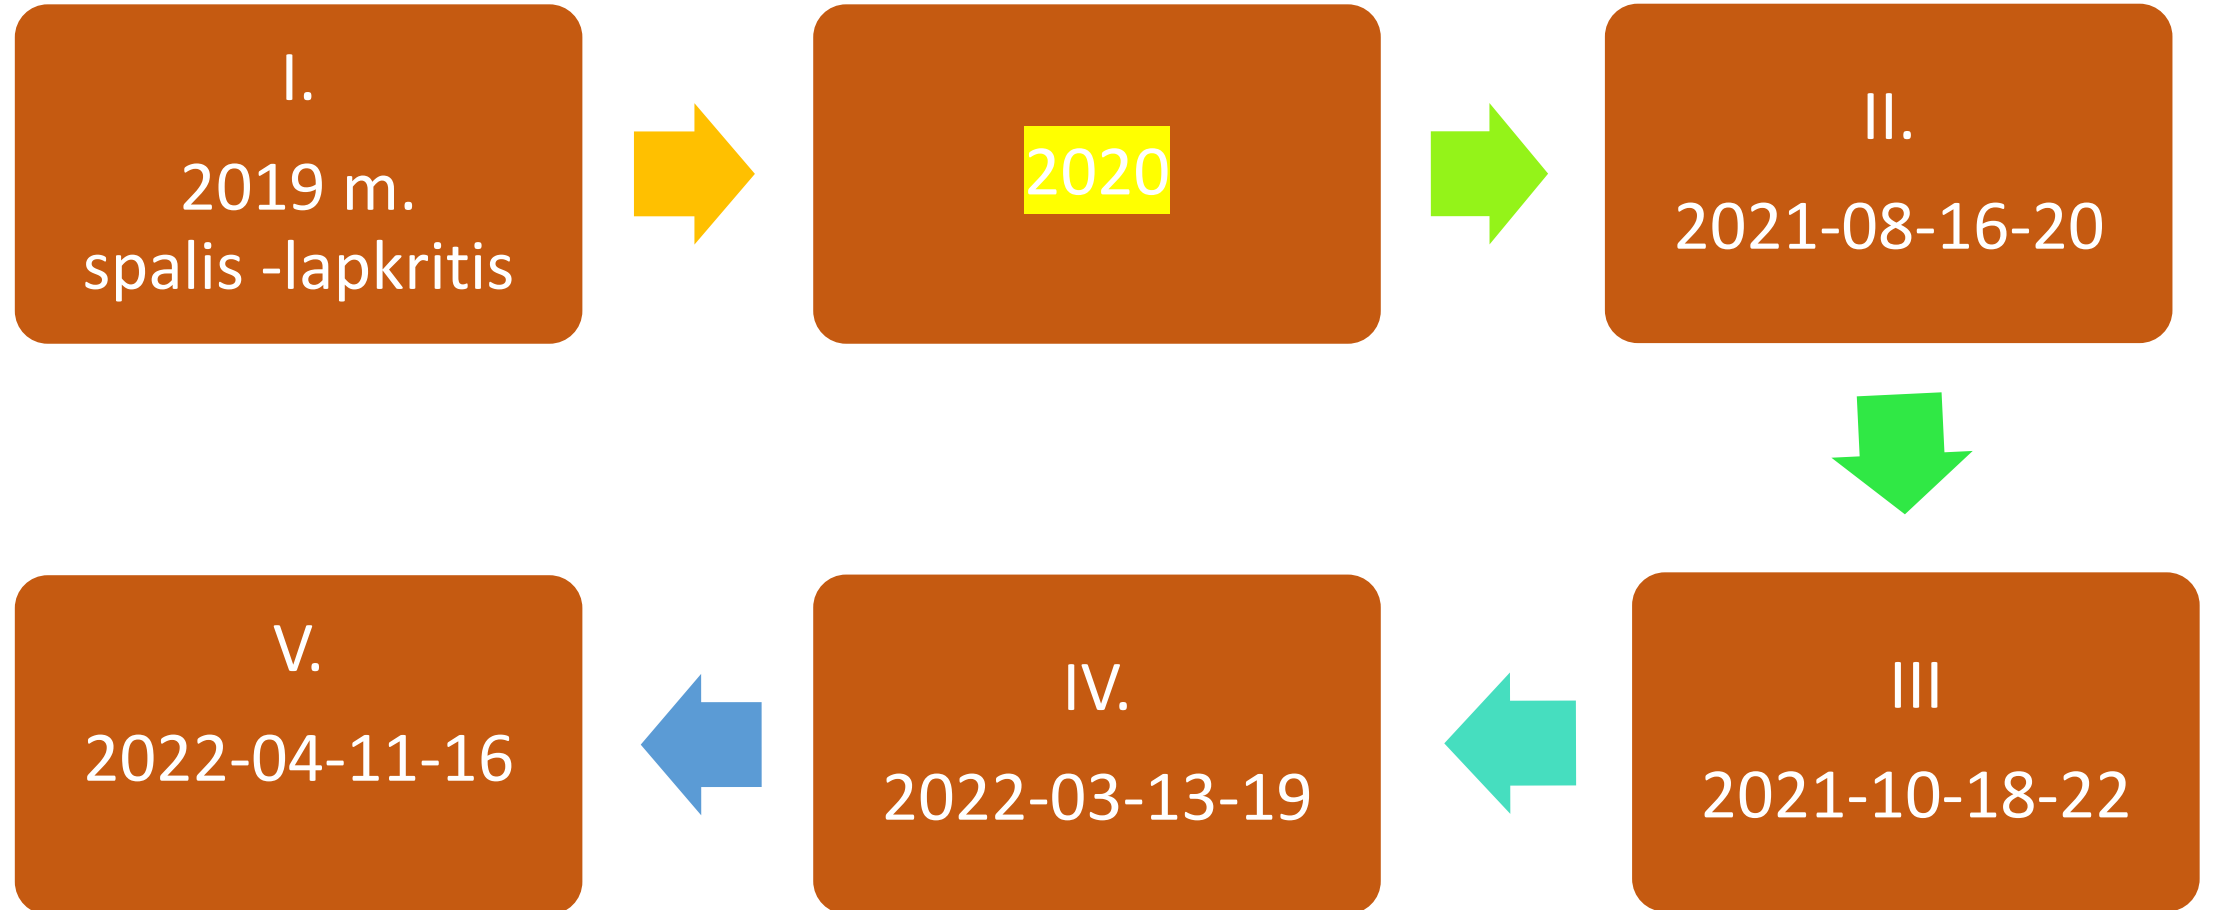 I.
2019 m.
spalis -lapkritis
2020
II.
2021-08-16-20
III
2021-10-18-22
IV.
2022-03-13-19
V.
2022-04-11-16